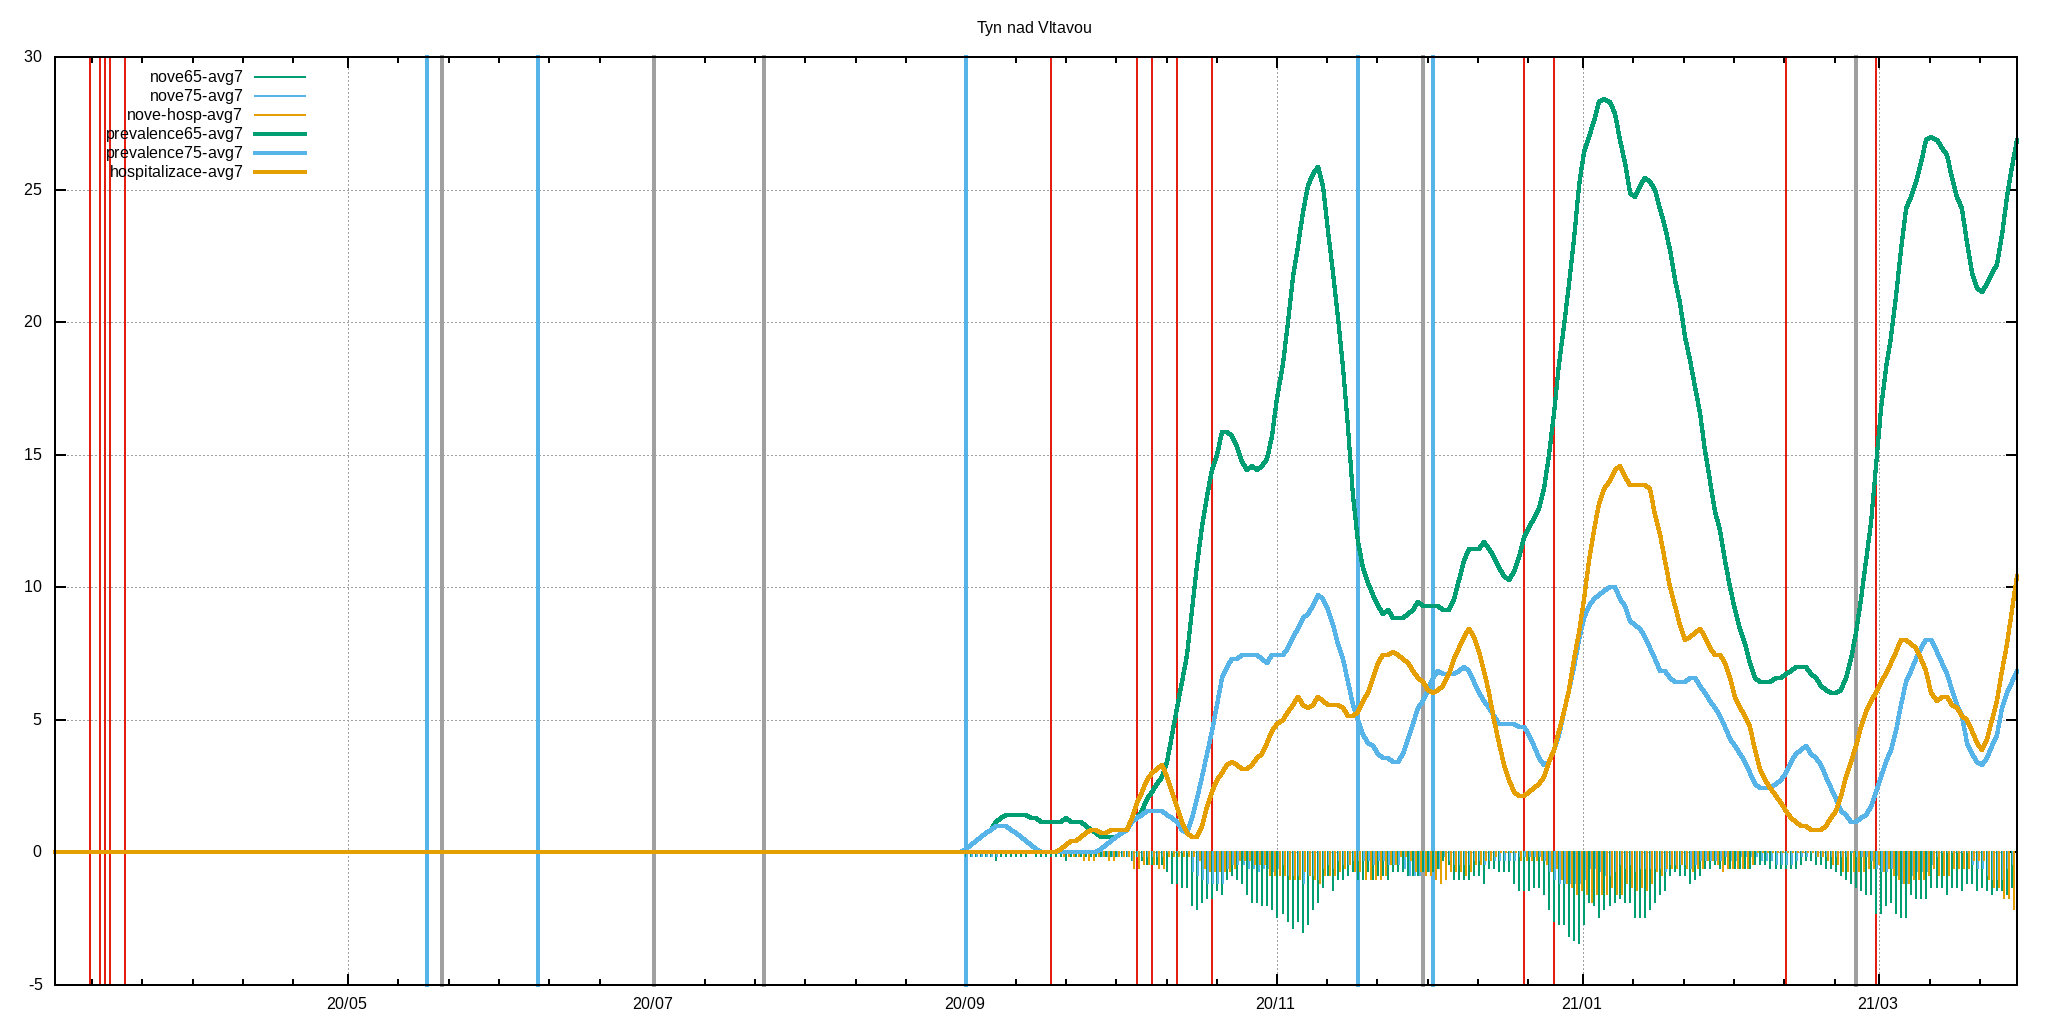 Tyn nad Vltavou
30
nove65-avg7
nove75-avg7
nove-hosp-avg7
prevalence65-avg7
prevalence75-avg7
hospitalizace-avg7
25
20
15
10
5
0
-5
20/05 20/07 20/09 20/11 21/01 21/03